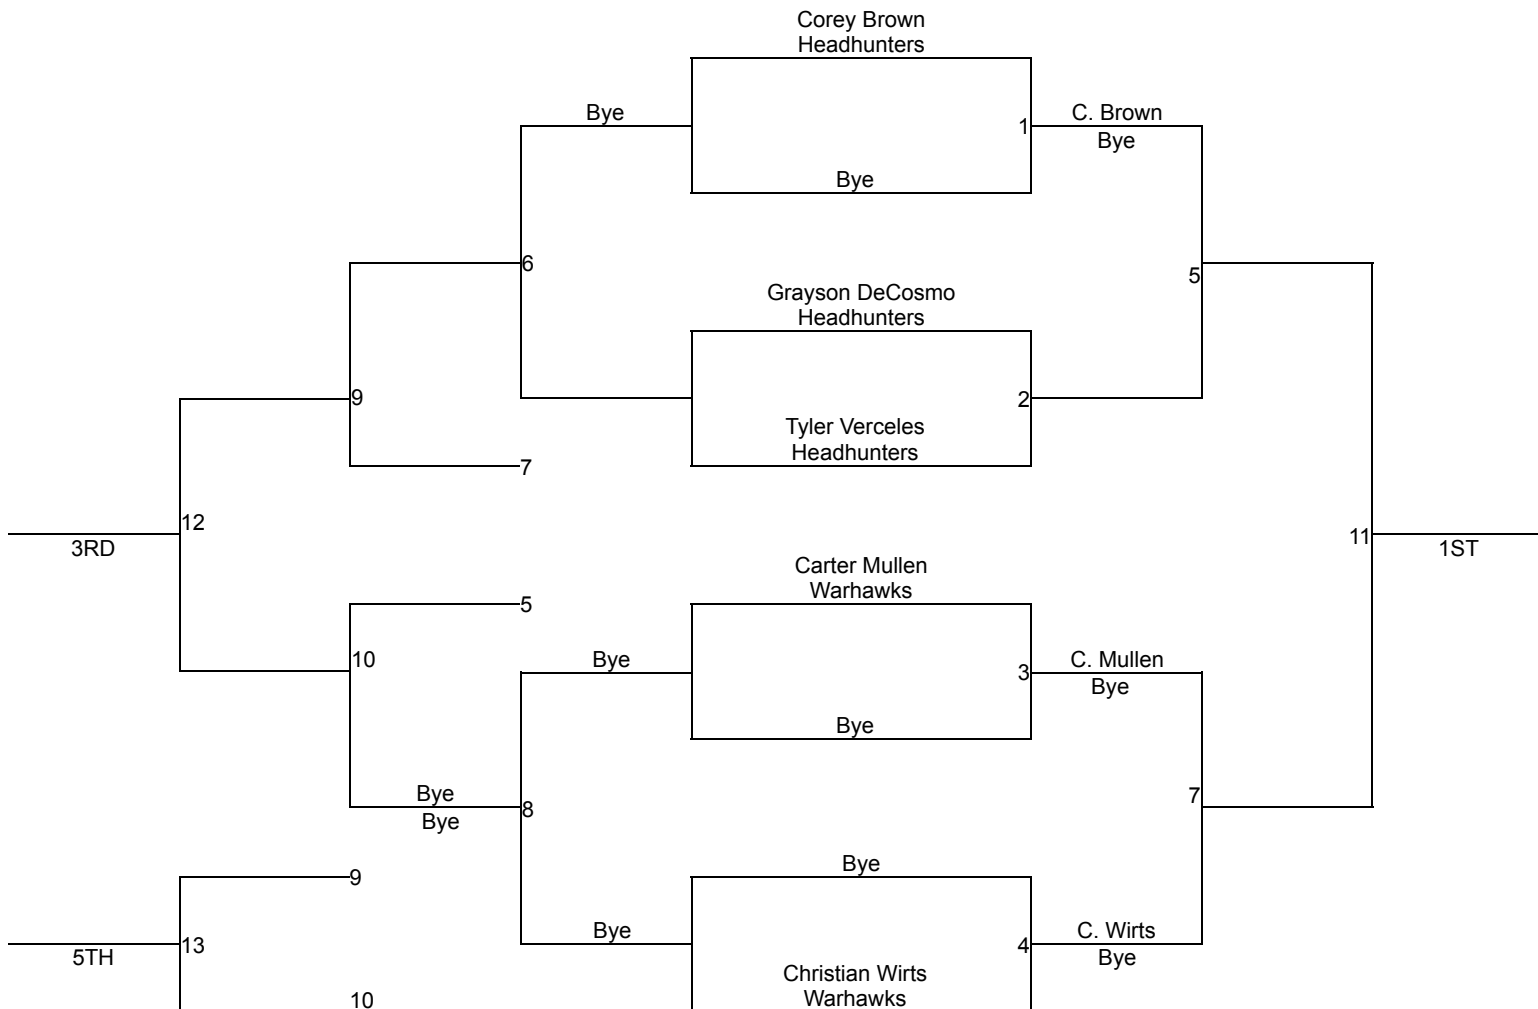 Corey Brown
Headhunters
Bye
1
C. Brown
Bye
Bye
6
5
Grayson DeCosmo
Headhunters
9
2
Tyler Verceles
Headhunters
7
12
3RD
11
1ST
Carter Mullen
Warhawks
5
10
Bye
3
C. Mullen
Bye
Bye
Bye
Bye
8
7
Bye
9
Bye
4
C. Wirts
Bye
13
5TH
Christian Wirts
Warhawks
10